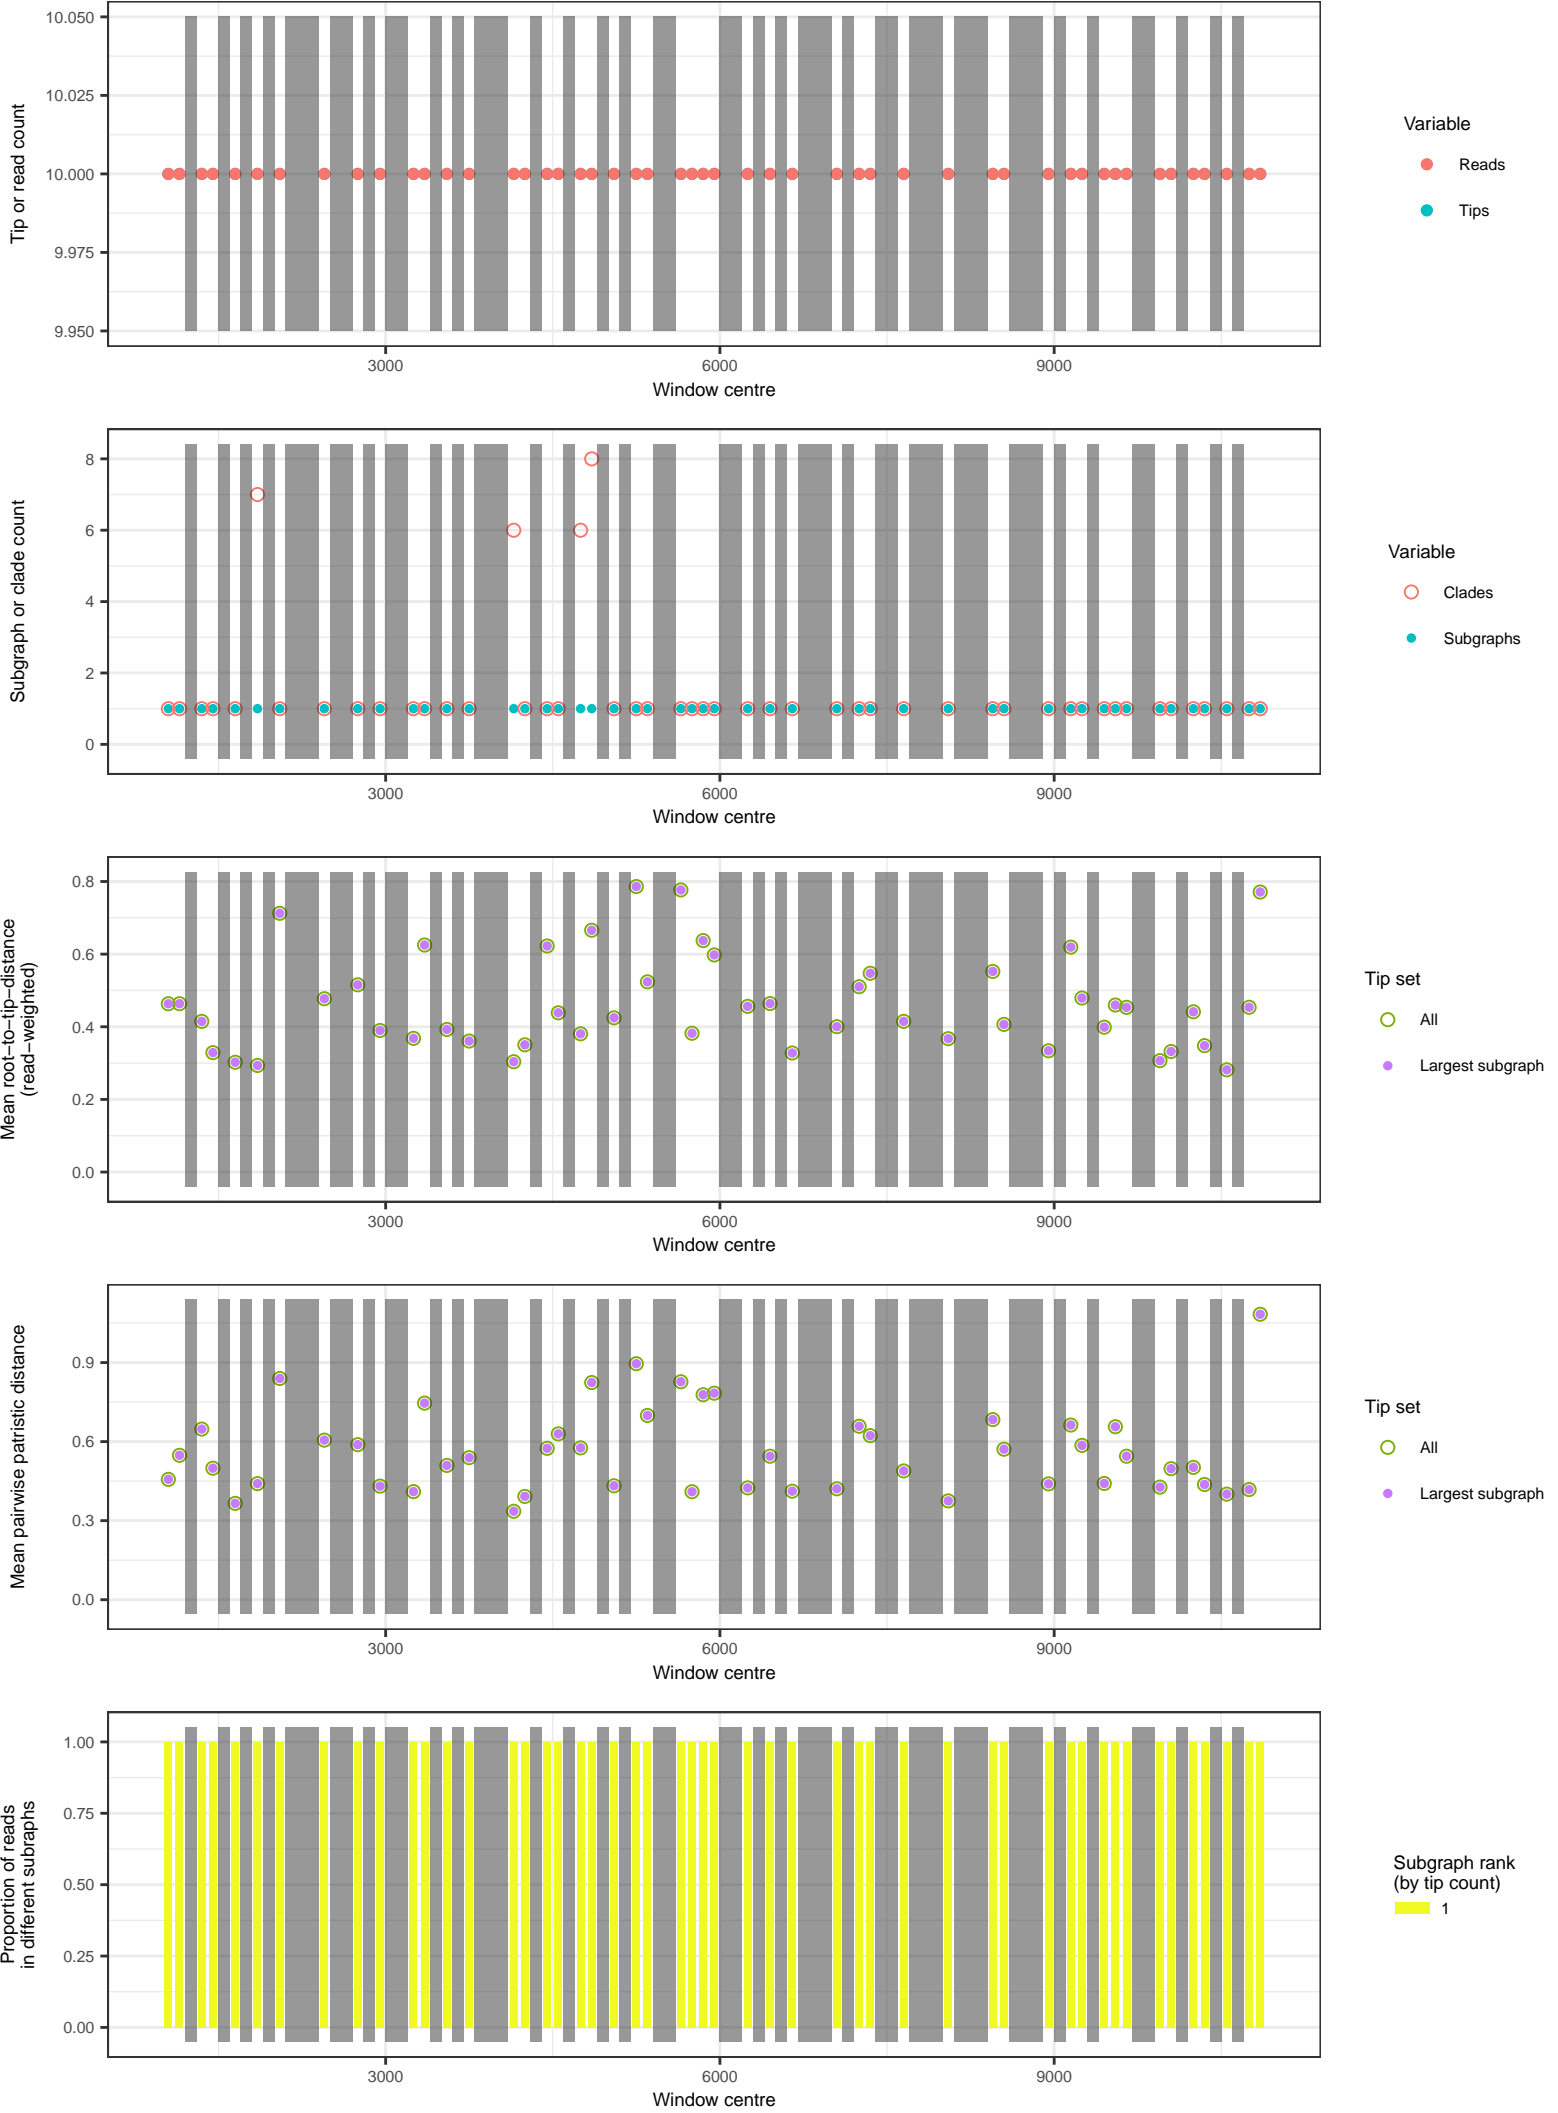 10.050
10.025
10.000
9.975
9.950
Tip or read count
3000
6000
9000
Window centre
Variable
Reads
Tips
8
6
4
2
0
Subgraph or clade count
3000
6000
9000
Window centre
Variable
Clades
Subgraphs
0.8
0.6
0.4
0.2
0.0
Mean root−to−tip−distance
(read−weighted)
3000
6000
9000
Window centre
Tip set
All
Largest subgraph
0.9
0.6
0.3
0.0
Mean pairwise patristic distance
3000
6000
9000
Window centre
Tip set
All
Largest subgraph
1.00
0.75
0.50
0.25
0.00
Proportion of reads
in different subraphs
3000
6000
9000
Window centre
Subgraph rank
(by tip count)
1